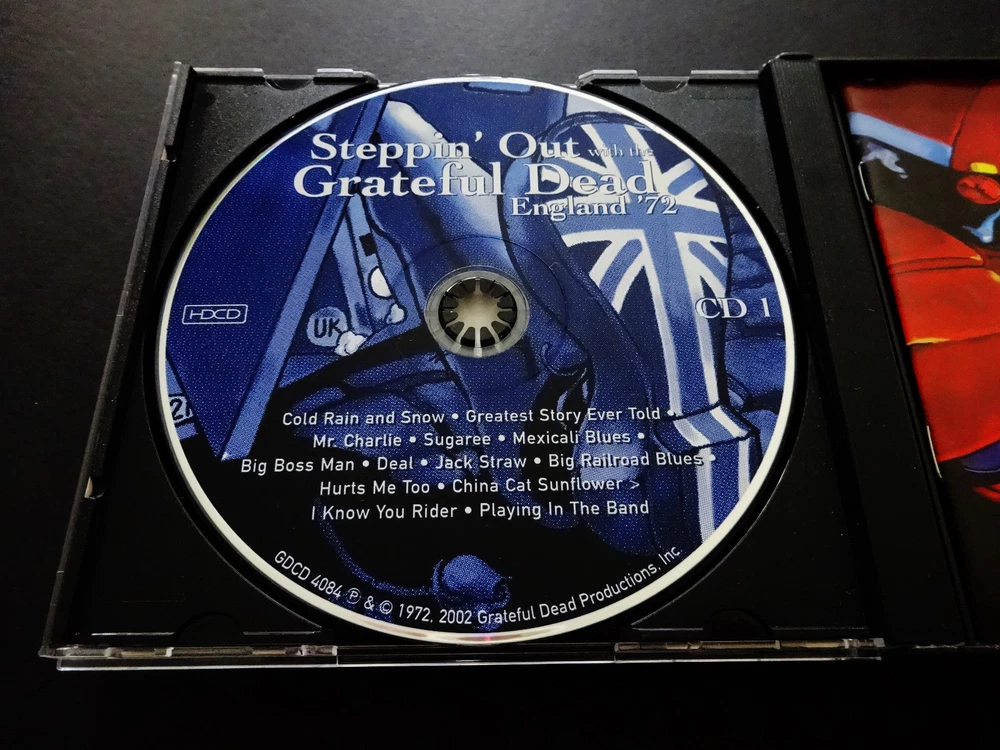 Steppin' Out with the
Grateful Dead
England '72
HDCD
CD 1
UK
Cold Rain and Snow • Greatest Story Ever Told •
Mr. Charlie • Sugaree • Mexicali Blues •
Big Boss Man • Deal • Jack Straw • Big Railroad Blues •
Hurts Me Too • China Cat Sunflower >
I Know You Rider • Playing In The Band
GDCD 4084 ℗ & © 1972, 2002 Grateful Dead Productions, Inc.